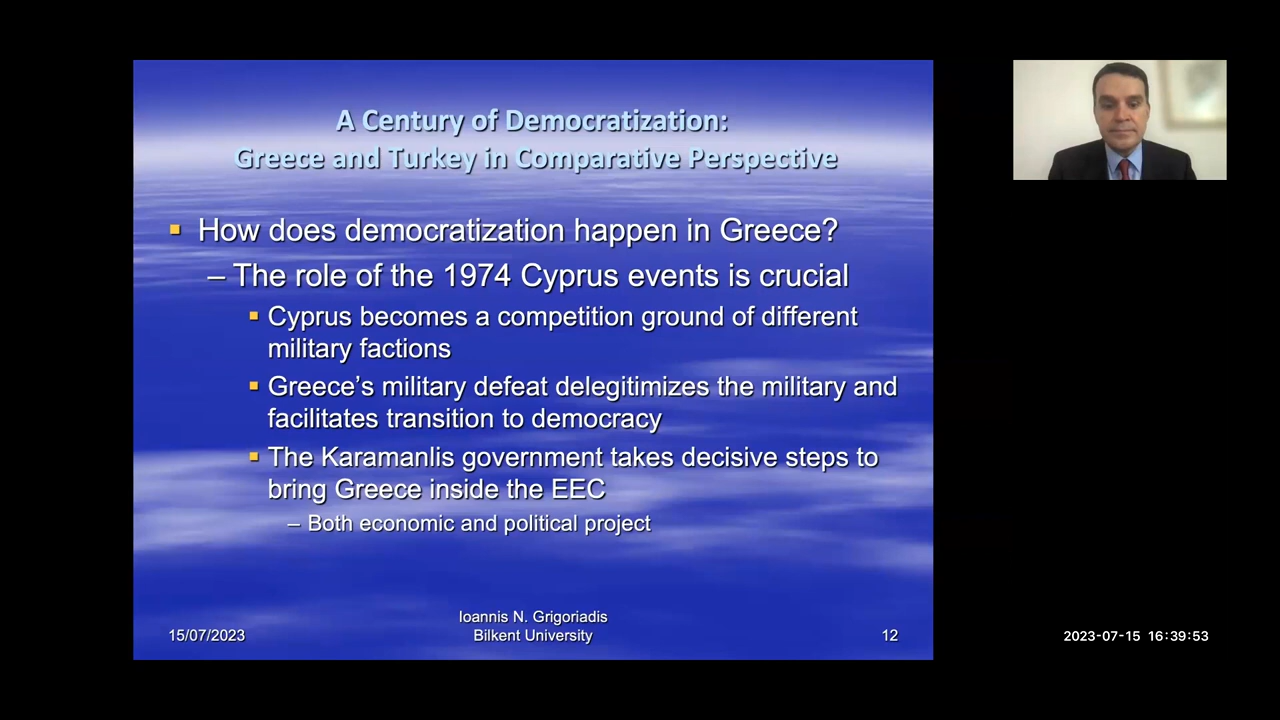 A Century of Democratization:
Greece and Turkey in Comparative Perspective
▪ How does democratization happen in Greece?
– The role of the 1974 Cyprus events is crucial
▪ Cyprus becomes a competition ground of different
military factions
▪ Greece’s military defeat delegitimizes the military and
facilitates transition to democracy
▪ The Karamanlis government takes decisive steps to
bring Greece inside the EEC
– Both economic and political project
15/07/2023
Ioannis N. Grigoriadis
Bilkent University
12
2023-07-15 16:39:53